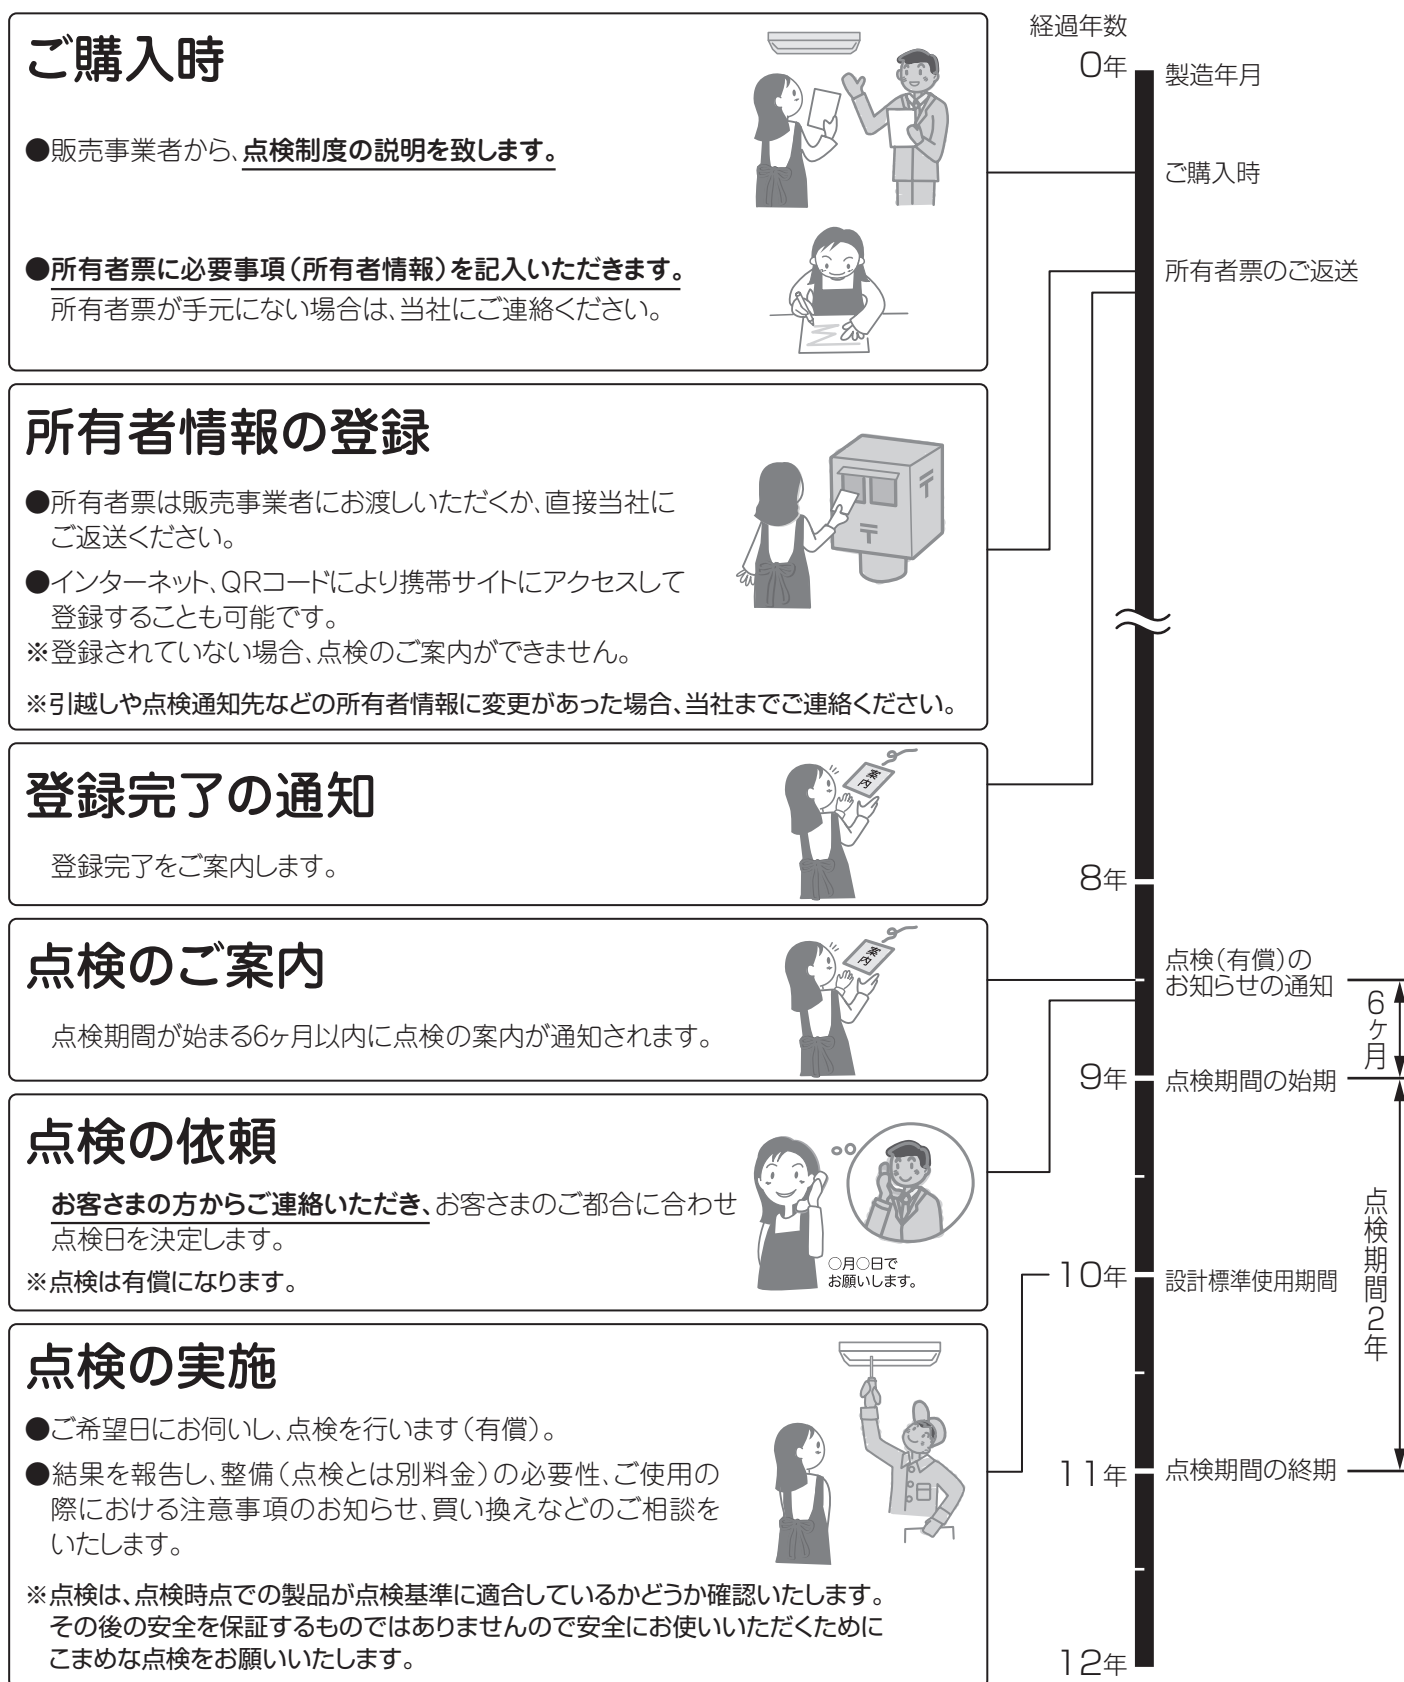 ご購入時
●販売事業者から、点検制度の説明を致します。
●所有者票に必要事項(所有者情報)を記入いただきます。
所有者票が手元にない場合は、当社にご連絡ください。
所有者情報の登録
●所有者票は販売事業者にお渡しいただくか、直接当社に
ご返送ください。
●インターネット、QRコードにより携帯サイトにアクセスして
登録することも可能です。
※登録されていない場合、点検のご案内ができません。
※引越しや点検通知先などの所有者情報に変更があった場合、当社までご連絡ください。
〒
〒
登録完了の通知
登録完了をご案内します。
案内
点検のご案内
点検期間が始まる6ヶ月以内に点検の案内が通知されます。
案内
点検の依頼
お客さまの方からご連絡いただき、お客さまのご都合に合わせ
点検日を決定します。
※点検は有償になります。
○月○日で
お願いします。
点検の実施
●ご希望日にお伺いし、点検を行います(有償)。
●結果を報告し、整備(点検とは別料金)の必要性、ご使用の
際における注意事項のお知らせ、買い換えなどのご相談を
いたします。
※点検は、点検時点での製品が点検基準に適合しているかどうか確認いたします。
その後の安全を保証するものではありませんので安全にお使いいただくために
こまめな点検をお願いいたします。
経過年数
0年
製造年月
ご購入時
所有者票のご返送
8年
点検(有償)の
お知らせの通知
6ヶ月
9年
点検期間の始期
点検期間2年
10年
設計標準使用期間
11年
点検期間の終期
12年